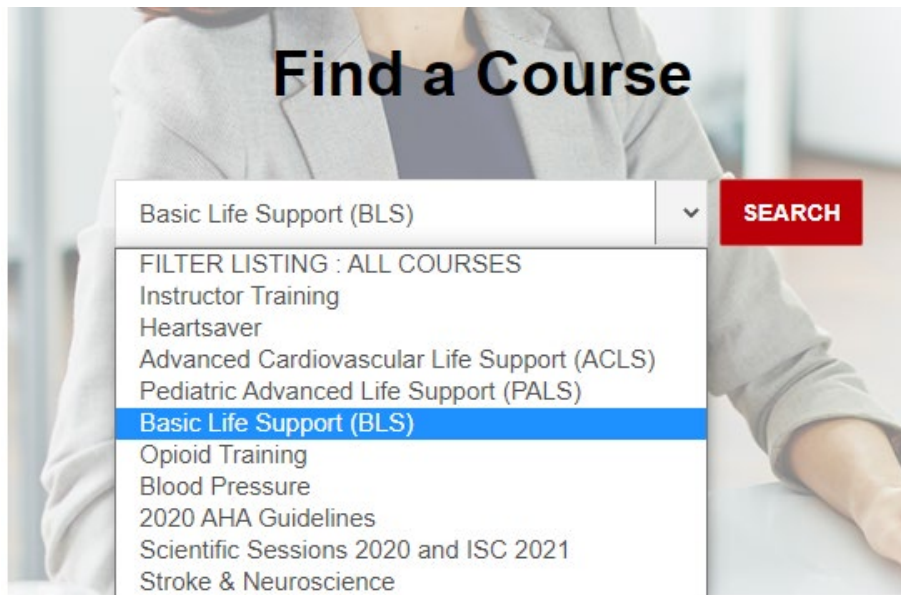 Find a Course
Basic Life Support (BLS)
SEARCH
FILTER LISTING : ALL COURSES
Instructor Training
Heartsaver
Advanced Cardiovascular Life Support (ACLS)
Pediatric Advanced Life Support (PALS)
Basic Life Support (BLS)
Opioid Training
Blood Pressure
2020 AHA Guidelines
Scientific Sessions 2020 and ISC 2021
Stroke & Neuroscience